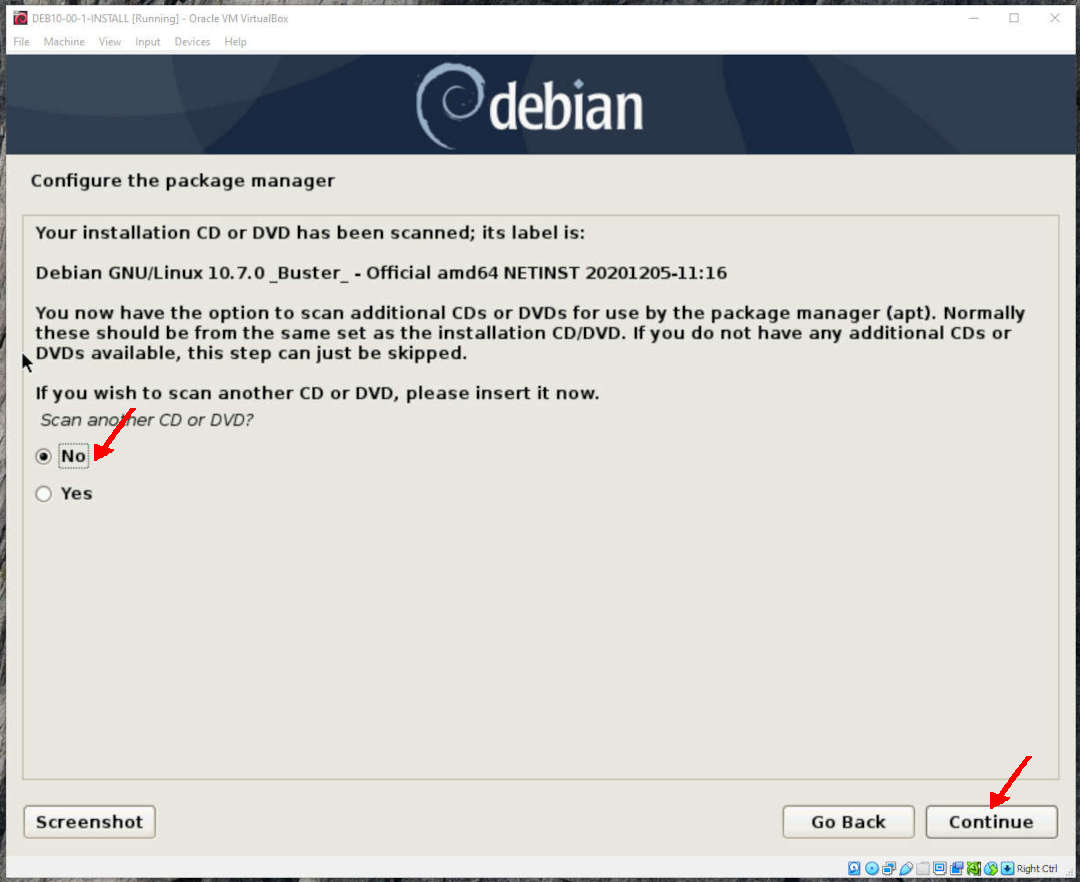 DEB10-00-1-INSTALL [Running] - Oracle VM VirtualBox
File Machine View Input Devices Help
debian
Configure the package manager
Your installation CD or DVD has been scanned; its label is:
Debian GNU/Linux 10.7.0 _Buster_ - Official amd64 NETINST 20201205-11:16
You now have the option to scan additional CDs or DVDs for use by the package manager (apt). Normally
these should be from the same set as the installation CD/DVD. If you do not have any additional CDs or
DVDs available, this step can just be skipped.
If you wish to scan another CD or DVD, please insert it now.
Scan another CD or DVD?
No
Yes
Screenshot Go Back Continue
Right Ctrl